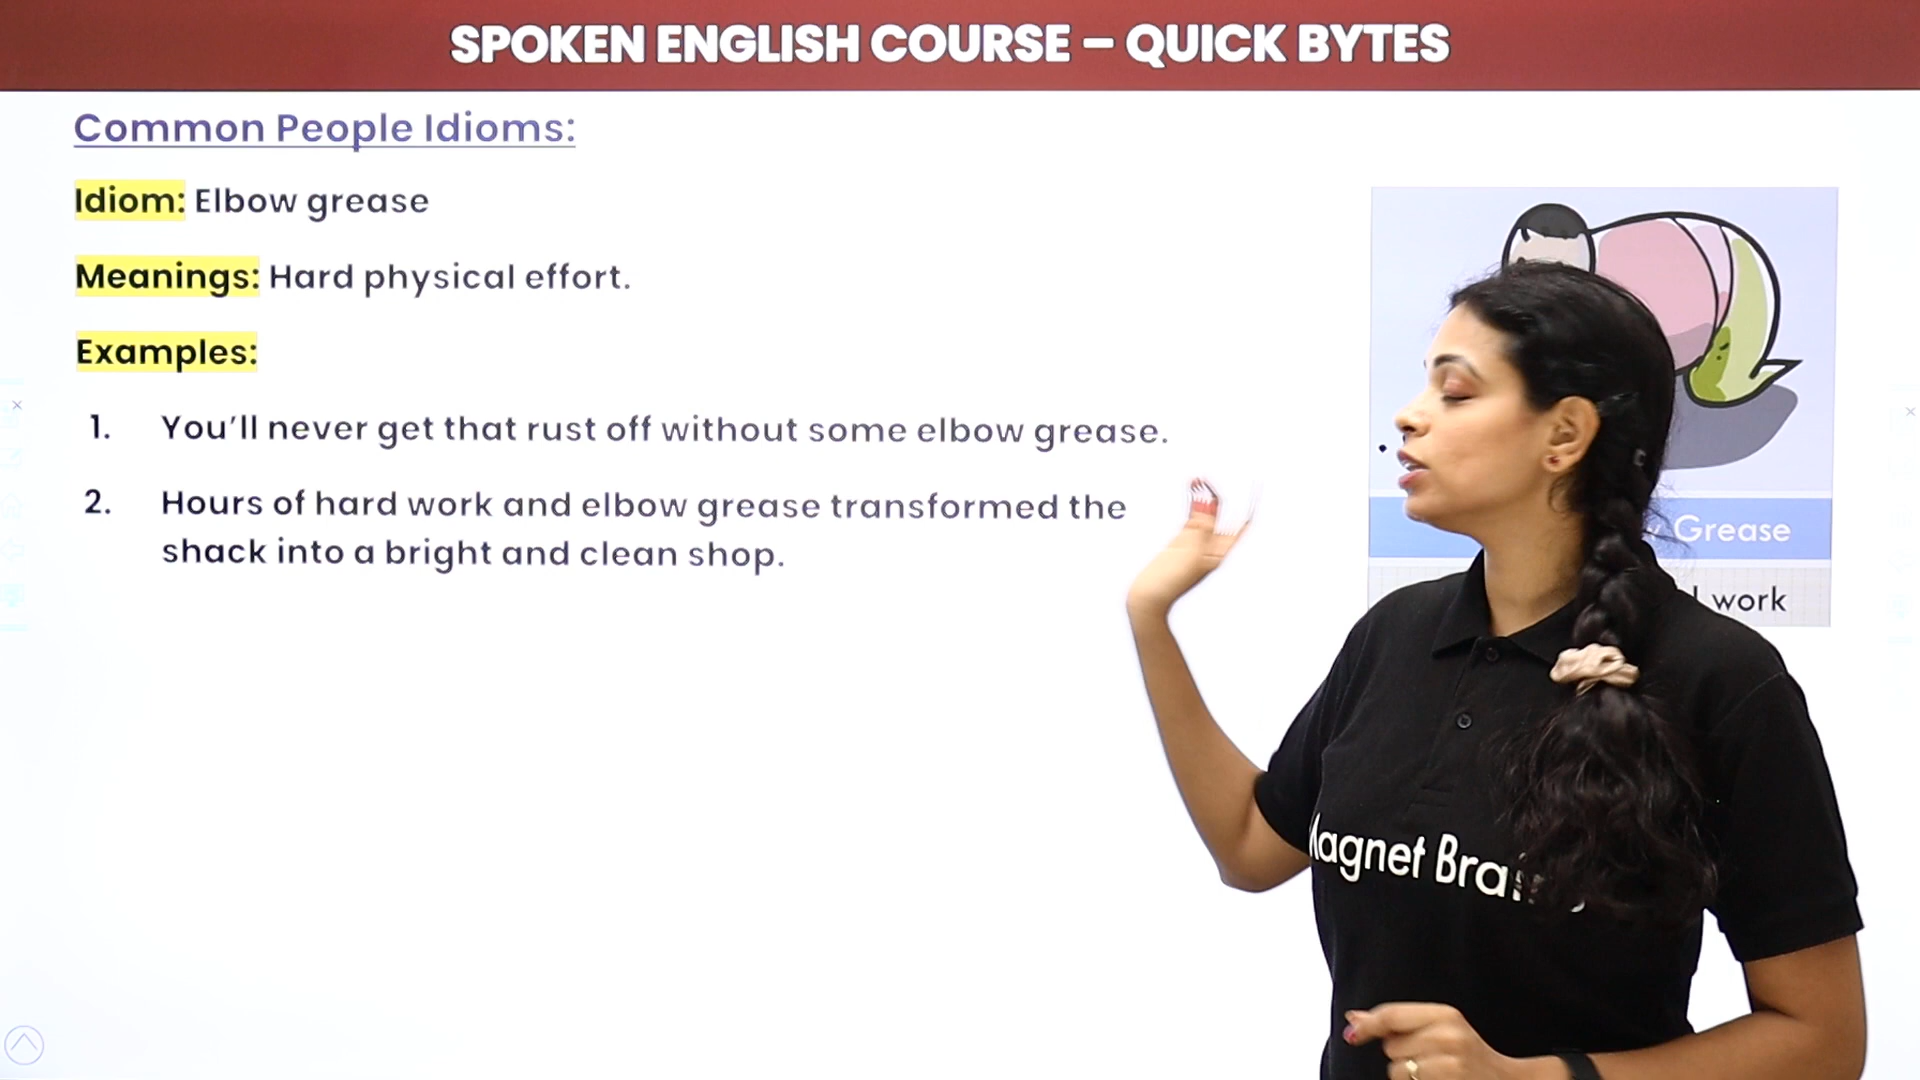 SPOKEN ENGLISH COURSE – QUICK BYTES
Common People Idioms:
Idiom: Elbow grease
Meanings: Hard physical effort.
Examples:
1. You’ll never get that rust off without some elbow grease.
2. Hours of hard work and elbow grease transformed the
shack into a bright and clean shop.
Grease
work
Magnet Bra